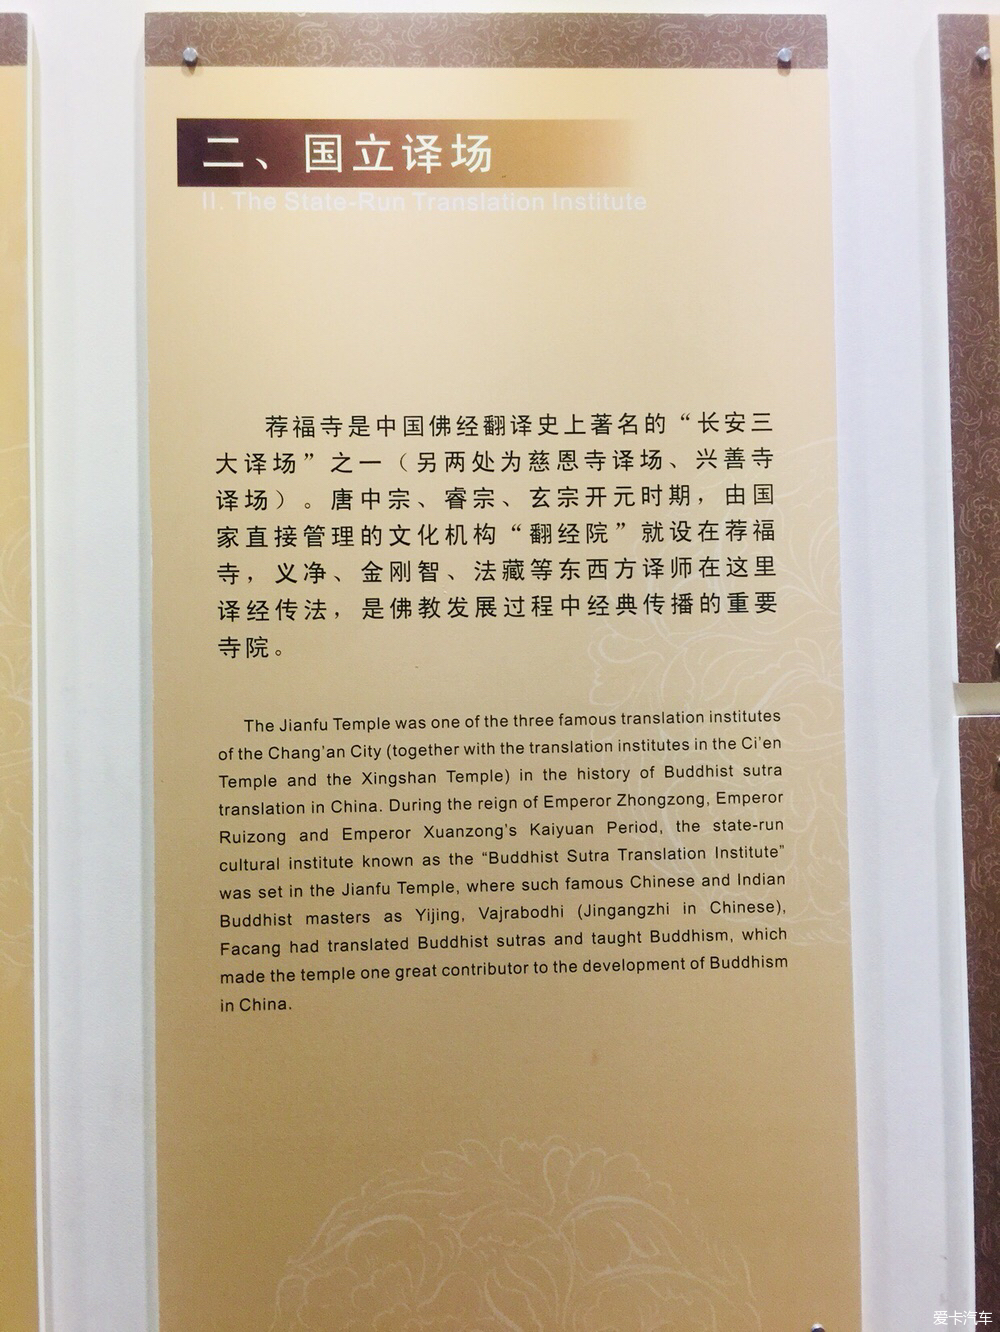 二、国立译场
II. The State-Run Translation Institute
荐福寺是中国佛经翻译史上著名的“长安三
大译场”之一（另两处为慈恩寺译场、兴善寺
译场）。唐中宗、睿宗、玄宗开元时期，由国
家直接管理的文化机构“翻经院”就设在荐福
寺，义净、金刚智、法藏等东西方译师在这里
译经传法，是佛教发展过程中经典传播的重要
寺院。
The Jianfu Temple was one of the three famous translation institutes
of the Chang'an City (together with the translation institutes in the Ci'en
Temple and the Xingshan Temple) in the history of Buddhist sutra
translation in China. During the reign of Emperor Zhongzong, Emperor
Ruizong and Emperor Xuanzong's Kaiyuan Period, the state-run
cultural institute known as the “Buddhist Sutra Translation Institute”
was set in the Jianfu Temple, where such famous Chinese and Indian
Buddhist masters as Yijing, Vajrabodhi (Jingangzhi in Chinese),
Facang had translated Buddhist sutras and taught Buddhism, which
made the temple one great contributor to the development of Buddhism
in China.
爱卡汽车